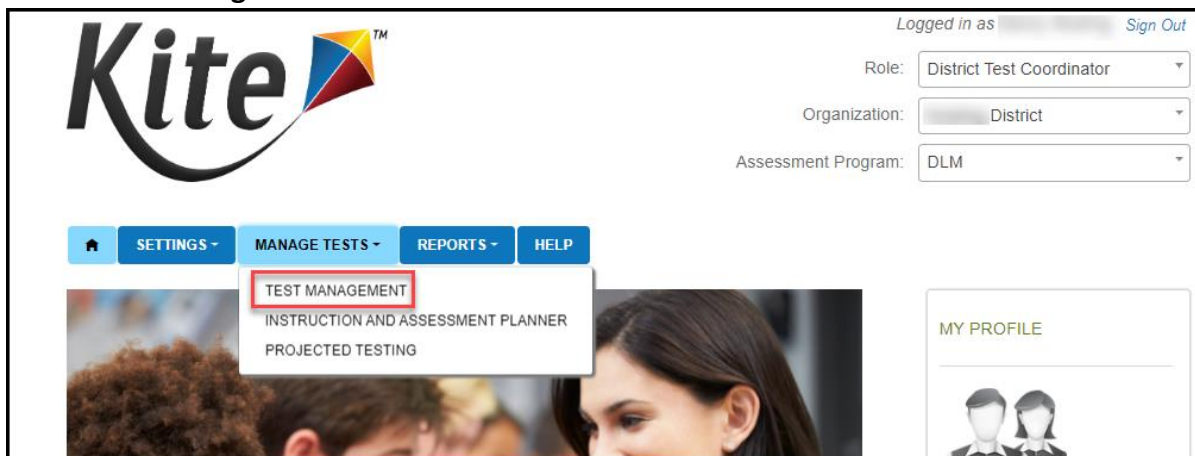 Kite TM
Logged in as Sign Out
Role: District Test Coordinator
Organization: District
Assessment Program: DLM
SETTINGS MANAGE TESTS REPORTS HELP
TEST MANAGEMENT
INSTRUCTION AND ASSESSMENT PLANNER
PROJECTED TESTING
MY PROFILE